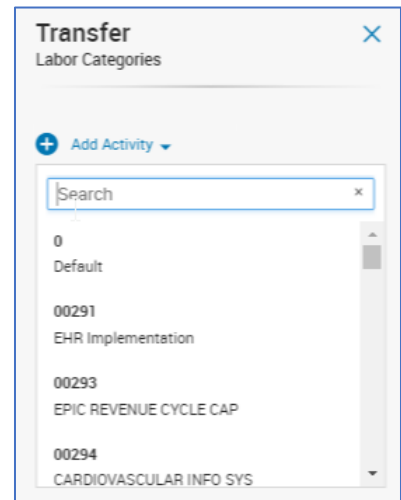 Transfer
Labor Categories
Add Activity
Search
0
Default
00291
EHR Implementation
00293
EPIC REVENUE CYCLE CAP
00294
CARDIOVASCULAR INFO SYS